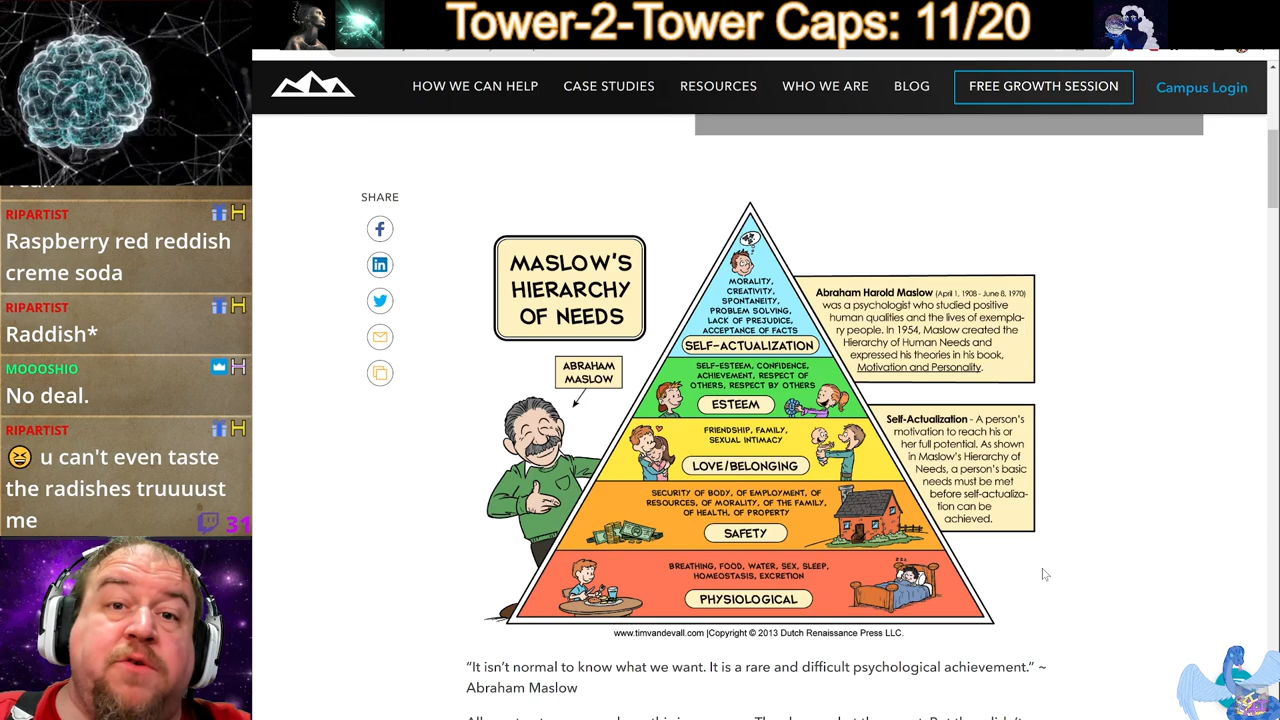 Tower-2-Tower Caps: 11/20
HOW WE CAN HELP
CASE STUDIES
RESOURCES
WHO WE ARE
BLOG
FREE GROWTH SESSION
Campus Login
RIPARTIST
Raspberry red reddish
creme soda
RIPARTIST
Raddish*
MOOOSHIO
No deal.
RIPARTIST
😆 u can't even taste
the radishes truuuust
me
31
SHARE
MASLOW'S
HIERARCHY
OF NEEDS
ABRAHAM
MASLOW
MORALITY,
CREATIVITY,
SPONTANEITY,
PROBLEM SOLVING,
LACK OF PREJUDICE,
ACCEPTANCE OF FACTS
SELF-ACTUALIZATION
SELF-ESTEEM, CONFIDENCE,
ACHIEVEMENT, RESPECT OF
OTHERS, RESPECT BY OTHERS
ESTEEM
FRIENDSHIP, FAMILY,
SEXUAL INTIMACY
LOVE/BELONGING
SECURITY OF BODY, OF EMPLOYMENT, OF
RESOURCES, OF MORALITY, OF THE FAMILY,
OF HEALTH, OF PROPERTY
SAFETY
BREATHING, FOOD, WATER, SEX, SLEEP,
HOMEOSTASIS, EXCRETION
PHYSIOLOGICAL
zzz
Abraham Harold Maslow (April 1, 1908 - June 8, 1970)
was a psychologist who studied positive
human qualities and the lives of exempla-
ry people. In 1954, Maslow created the
Hierarchy of Human Needs and
expressed his theories in his book,
Motivation and Personality.
Self-Actualization - A person's
motivation to reach his or
her full potential. As shown
in Maslow's Hierarchy of
Needs, a person's basic
needs must be met
before self-actualiza-
tion can be
achieved.
www.timvandevall.com |Copyright © 2013 Dutch Renaissance Press LLC.
“It isn’t normal to know what we want. It is a rare and difficult psychological achievement.” ~
Abraham Maslow